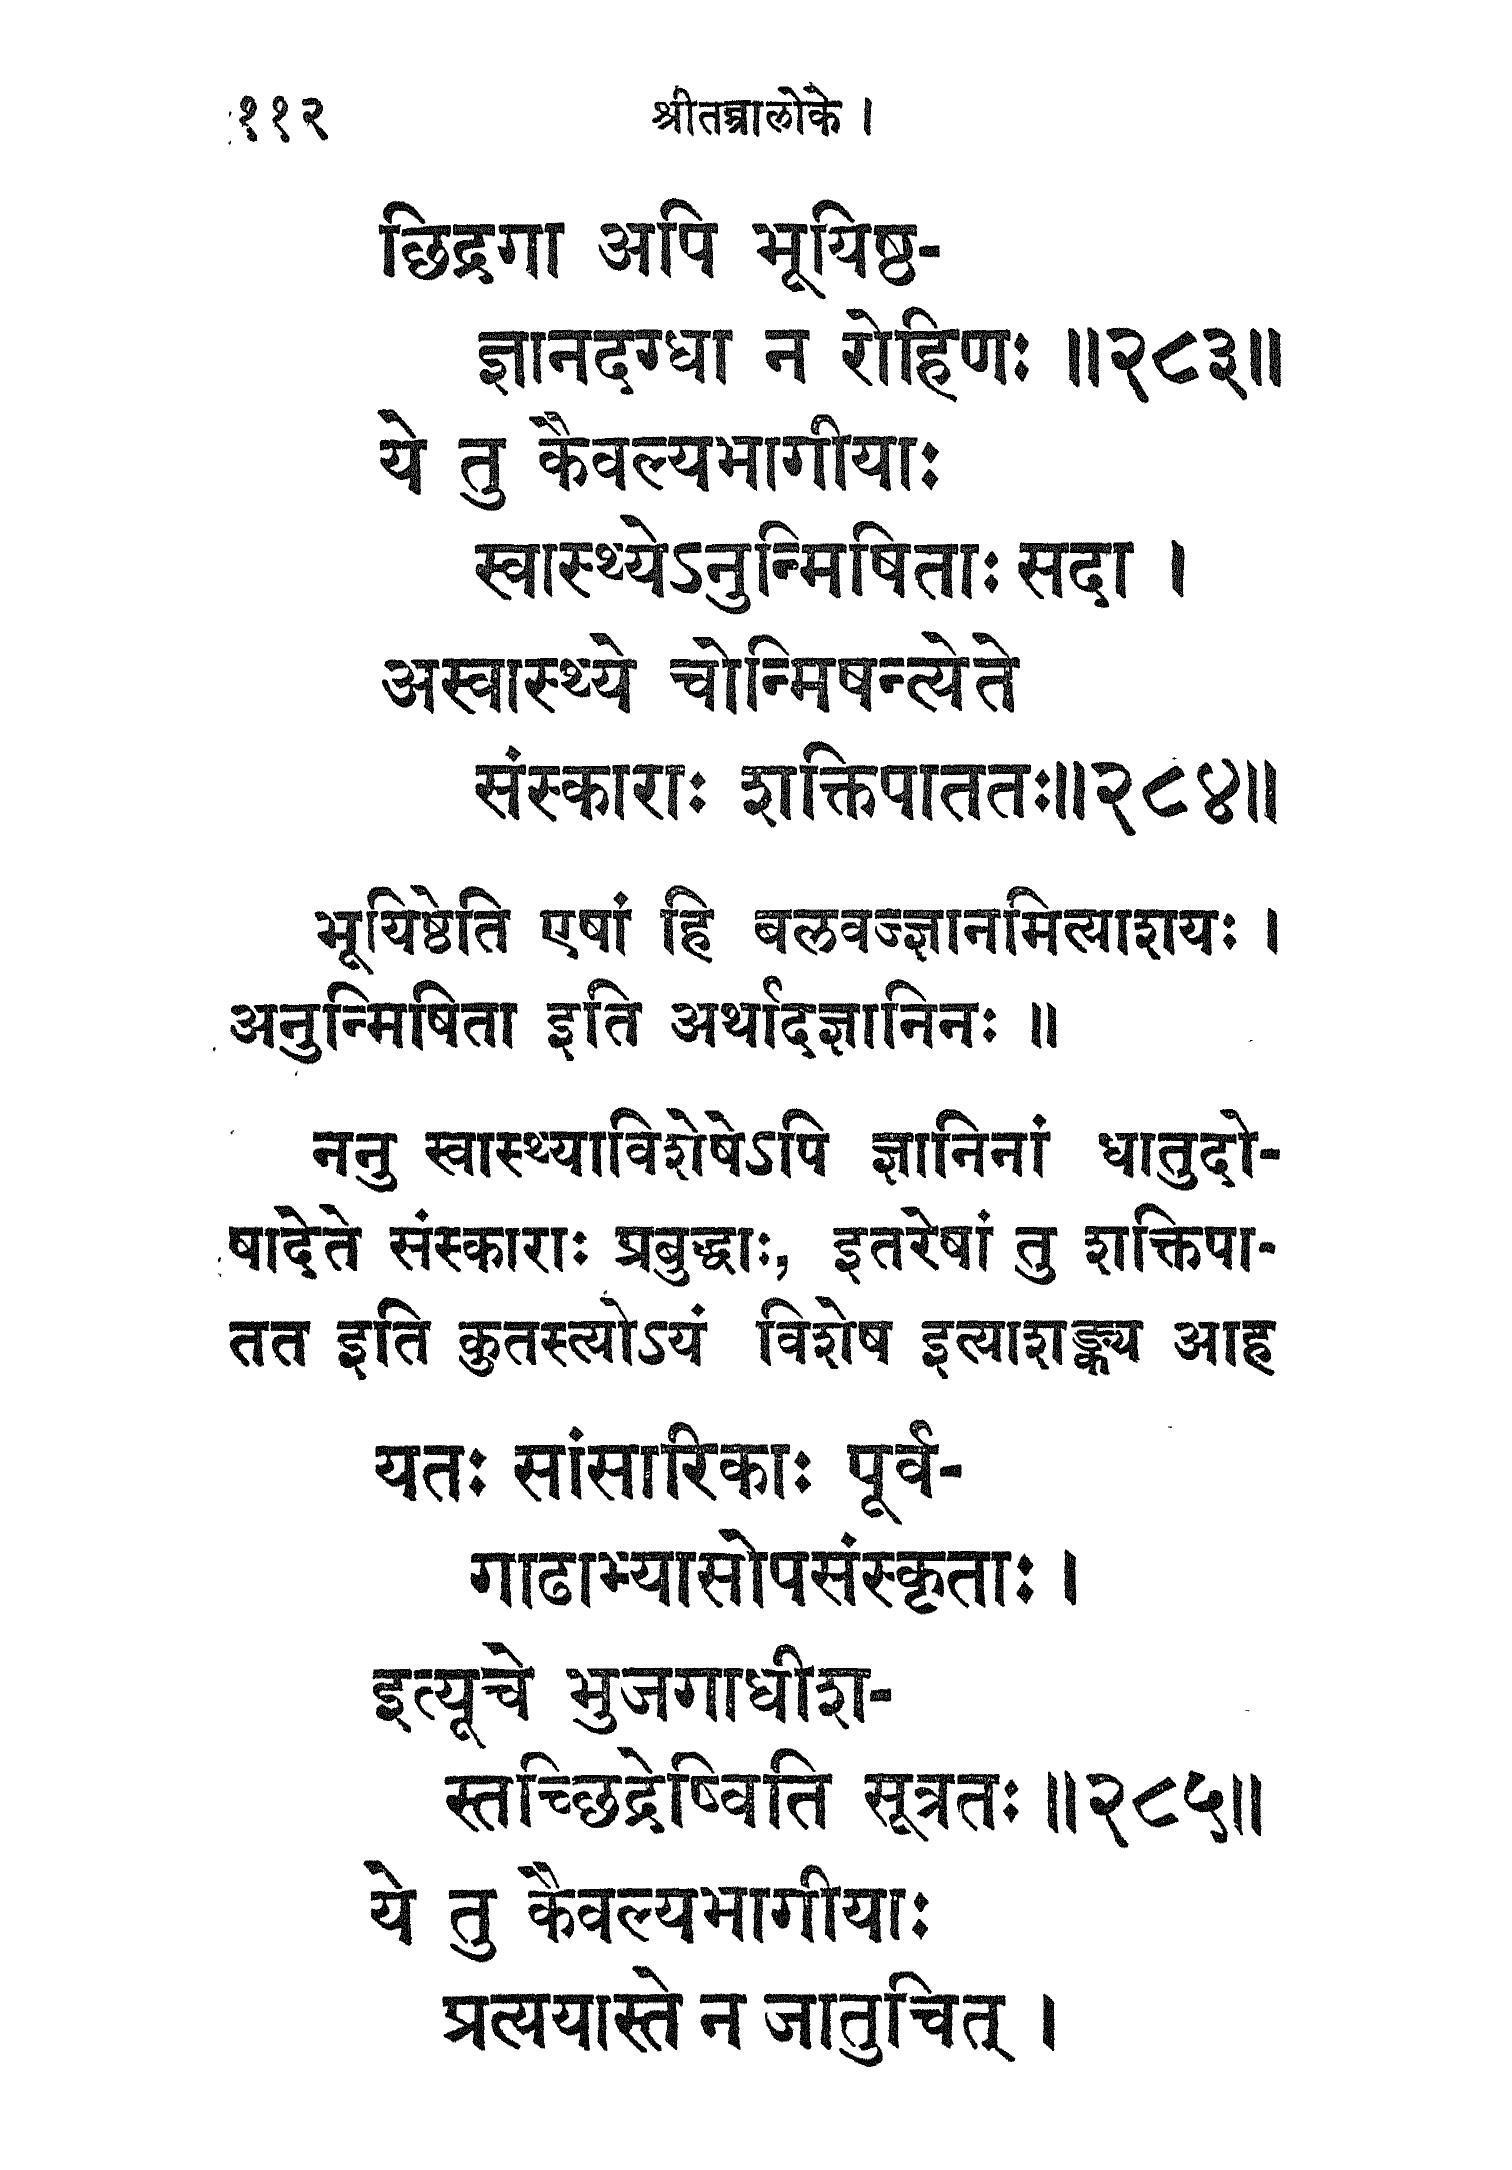 ११२ श्रीतन्त्रालोके ।
छिद्रगा अपि भूयिष्ठ-
ज्ञानदग्धा न रोहिणः ॥२८३॥
ये तु कैवल्यभागीयाः
स्वास्थ्येऽनुन्मिषिताः सदा ।
अस्वास्थ्ये चोन्मिषन्त्येते
संस्काराः शक्तिपाततः॥२८४॥
भूयिष्ठेति एषां हि बलवज्ज्ञानमित्याशयः ।
अनुन्मिषिता इति अर्थादज्ञानिनः ॥
ननु स्वास्थ्याविशेषेऽपि ज्ञानिनां धातुदो-
षादेते संस्काराः प्रबुद्धाः, इतरेषां तु शक्तिपा-
तत इति कुतस्त्योऽयं विशेष इत्याशङ्क्य आह
यतः सांसारिकाः पूर्व-
गाढाभ्यासोपसंस्कृताः ।
इत्यूचे भुजगाधीश-
स्तच्छिद्रेष्विति सूत्रतः ॥२८५॥
ये तु कैवल्यभागीयाः
प्रत्ययास्ते न जातुचित् ।